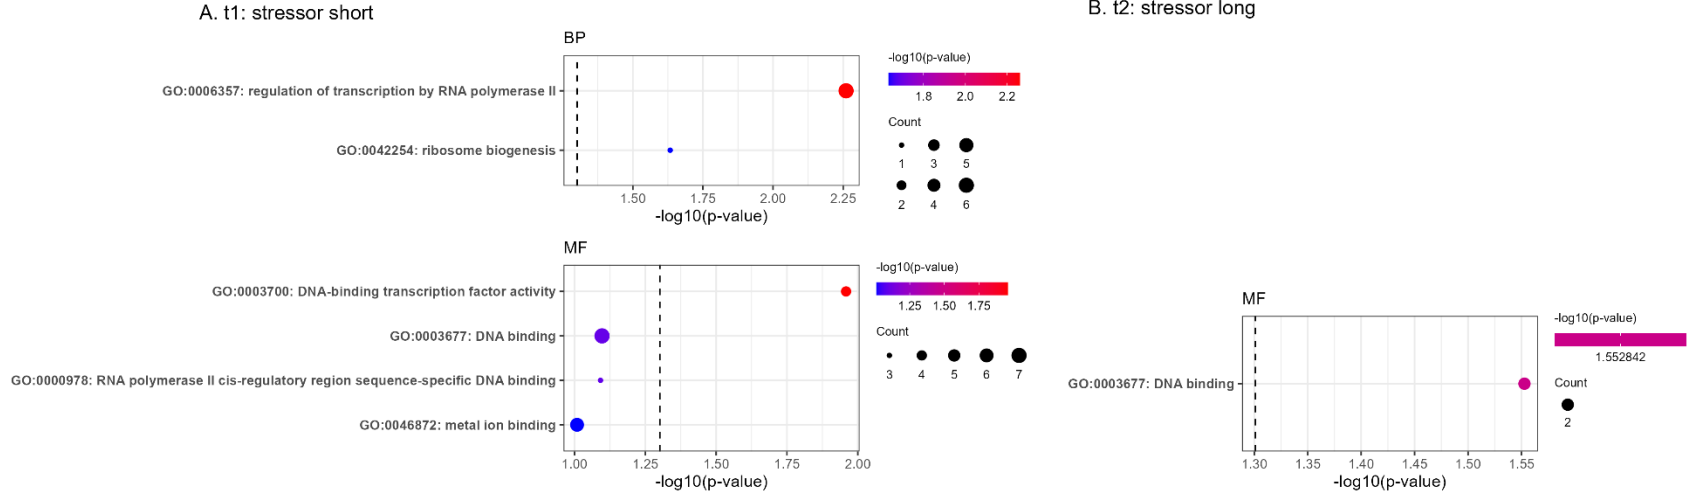 A. t1: stressor short
BP
GO:0006357: regulation of transcription by RNA polymerase II
GO:0042254: ribosome biogenesis
1.50 1.75 2.00 2.25
-log10(p-value)
-log10(p-value)
1.8 2.0 2.2
Count
1 3 5
2 4 6
MF
GO:0003700: DNA-binding transcription factor activity
GO:0003677: DNA binding
GO:0000978: RNA polymerase II cis-regulatory region sequence-specific DNA binding
GO:0046872: metal ion binding
1.00 1.25 1.50 1.75 2.00
-log10(p-value)
-log10(p-value)
1.25 1.50 1.75
Count
3 4 5 6 7
B. t2: stressor long
MF
GO:0003677: DNA binding
1.30 1.35 1.40 1.45 1.50 1.55
-log10(p-value)
-log10(p-value)
1.552842
Count
2